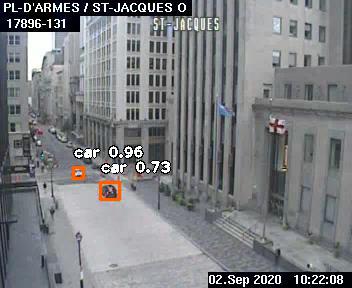 PL-D'ARMES / ST-JACQUES O
17896-131
ST-JACQUES
car 0.96
car 0.73
02.Sep 2020 10:22:08